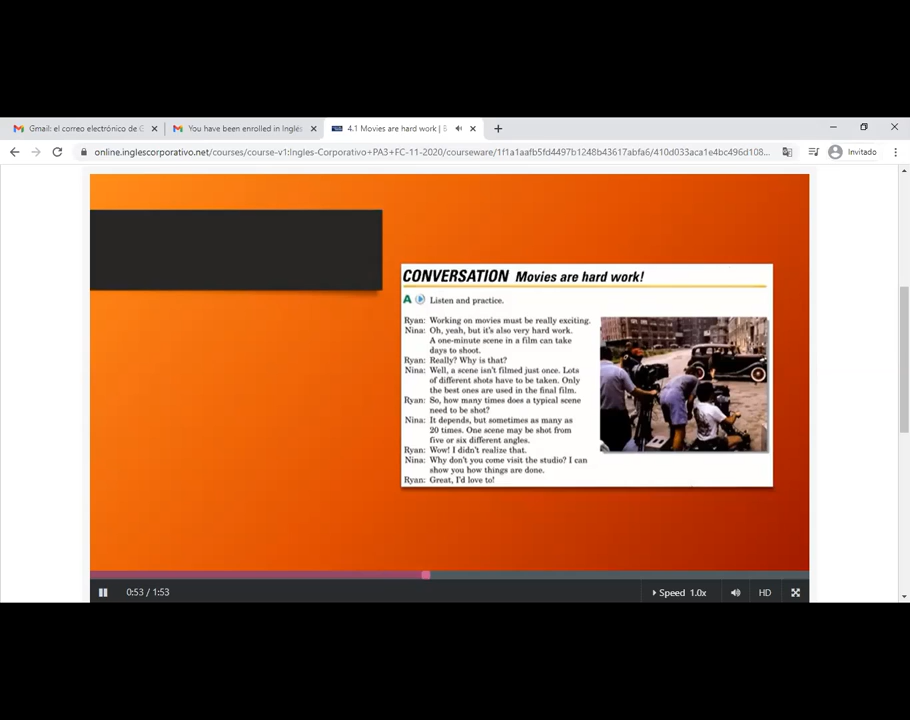 Gmail: el correo electrónico de G
You have been enrolled in Inglés
4.1 Movies are hard work | S
online.inglescorporativo.net/courses/course-v1:Ingles-Corporativo+PA3+FC-11-2020/courseware/1f1a1aafb5fd4497b1248b43617abfa6/410d033aca1e4bc496d108...
Invitado
CONVERSATION Movies are hard work!
A Listen and practice.
Ryan: Working on movies must be really exciting.
Nina: Oh, yeah, but it's also very hard work.
A one-minute scene in a film can take
days to shoot.
Ryan: Really? Why is that?
Nina: Well, a scene isn't filmed just once. Lots
of different shots have to be taken. Only
the best ones are used in the final film.
Ryan: So, how many times does a typical scene
need to be shot?
Nina: It depends, but sometimes as many as
20 times. One scene may be shot from
five or six different angles.
Ryan: Wow! I didn't realize that.
Nina: Why don't you come visit the studio? I can
show you how things are done.
Ryan: Great, I'd love to!
0:53 / 1:53
Speed 1.0x
HD